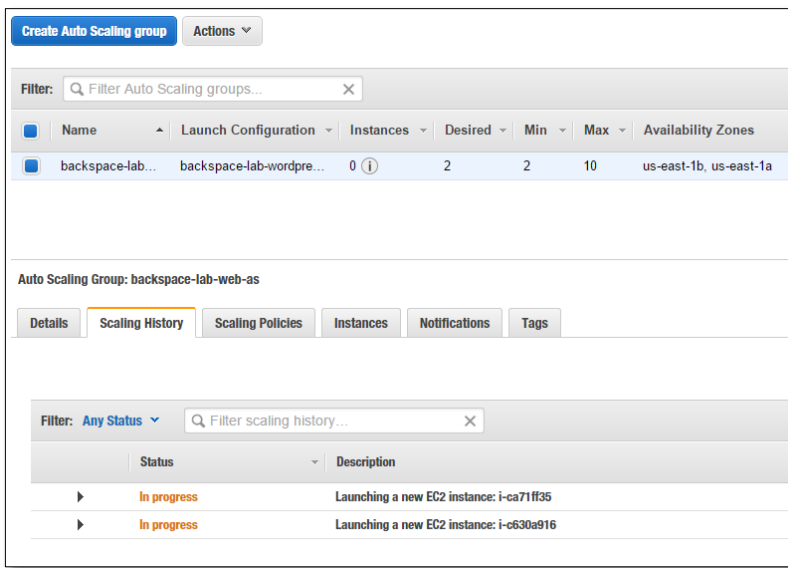 Create Auto Scaling group Actions
Filter: Filter Auto Scaling groups...
Name Launch Configuration Instances Desired Min Max Availability Zones
backspace-lab... backspace-lab-wordpre... 0 i 2 2 10 us-east-1b, us-east-1a
Auto Scaling Group: backspace-lab-web-as
Details Scaling History Scaling Policies Instances Notifications Tags
Filter: Any Status Filter scaling history...
Status Description
In progress Launching a new EC2 instance: i-ca71ff35
In progress Launching a new EC2 instance: i-c630a916